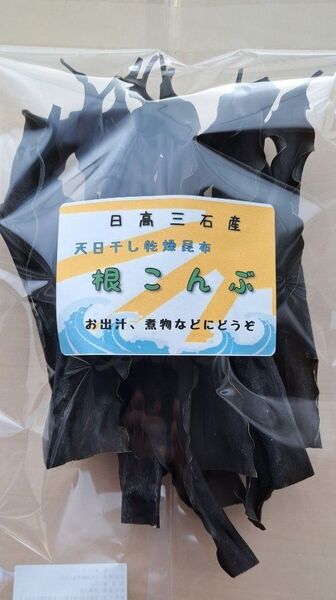 日高三石産
天日干し乾燥昆布
根こんぶ
お出汁、煮物などにどうぞ